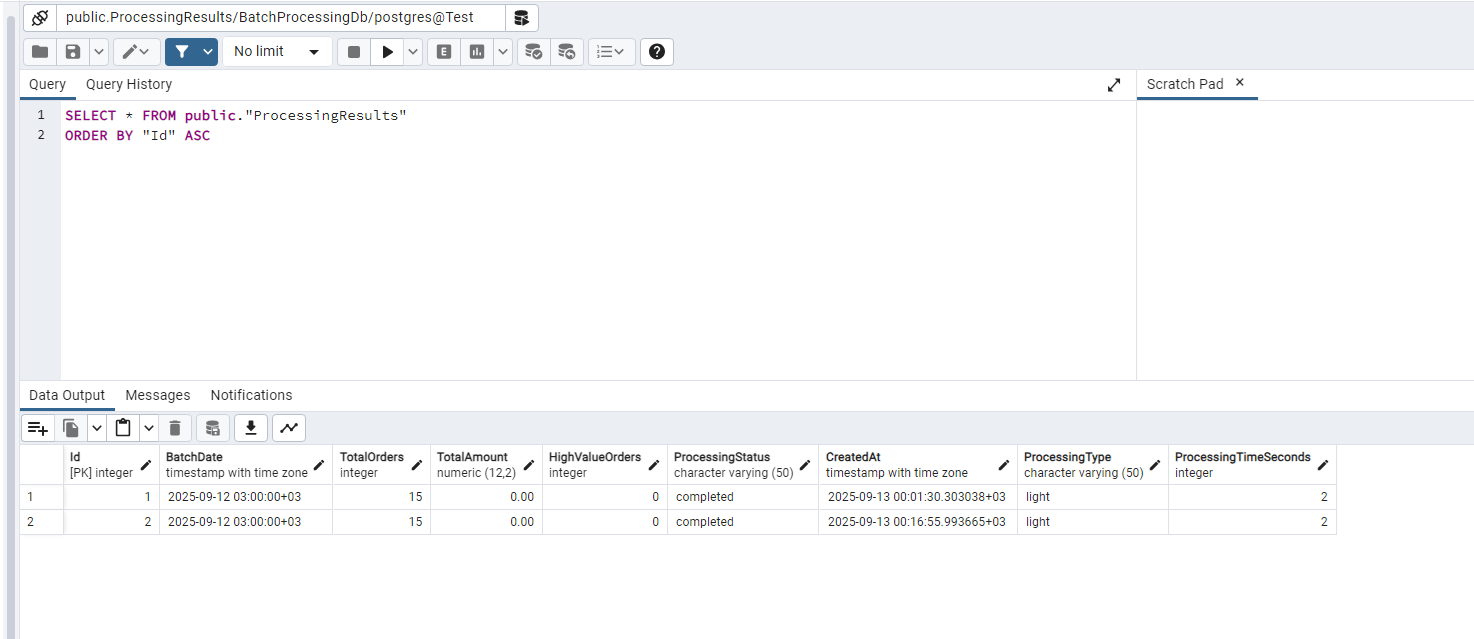 public.ProcessingResults/BatchProcessingDb/postgres@Test
No limit
E
Query Query History
Scratch Pad
1 SELECT * FROM public."ProcessingResults"
2 ORDER BY "Id" ASC
Data Output Messages Notifications
Id BatchDate TotalOrders TotalAmount HighValueOrders ProcessingStatus CreatedAt ProcessingType ProcessingTimeSeconds
[PK] integer timestamp with time zone integer numeric (12,2) integer character varying (50) timestamp with time zone character varying (50) integer
1 1 2025-09-12 03:00:00+03 15 0.00 0 completed 2025-09-13 00:01:30.303038+03 light 2
2 2 2025-09-12 03:00:00+03 15 0.00 0 completed 2025-09-13 00:16:55.993665+03 light 2